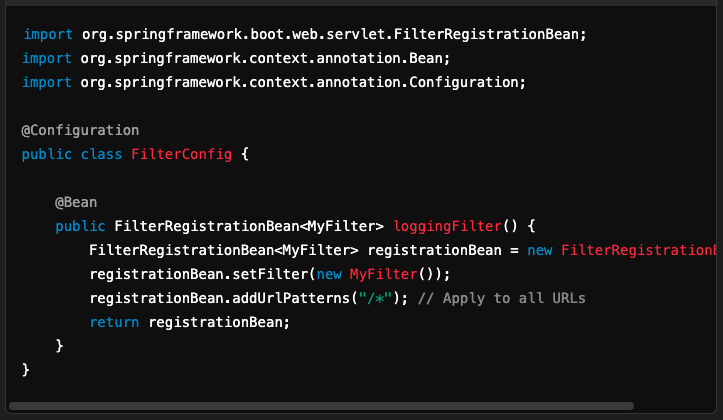 import org.springframework.boot.web.servlet.FilterRegistrationBean;
import org.springframework.context.annotation.Bean;
import org.springframework.context.annotation.Configuration;
@Configuration
public class FilterConfig {
@Bean
public FilterRegistrationBean<MyFilter> loggingFilter() {
FilterRegistrationBean<MyFilter> registrationBean = new FilterRegistration
registrationBean.setFilter(new MyFilter());
registrationBean.addUrlPatterns("/*"); // Apply to all URLs
return registrationBean;
}
}